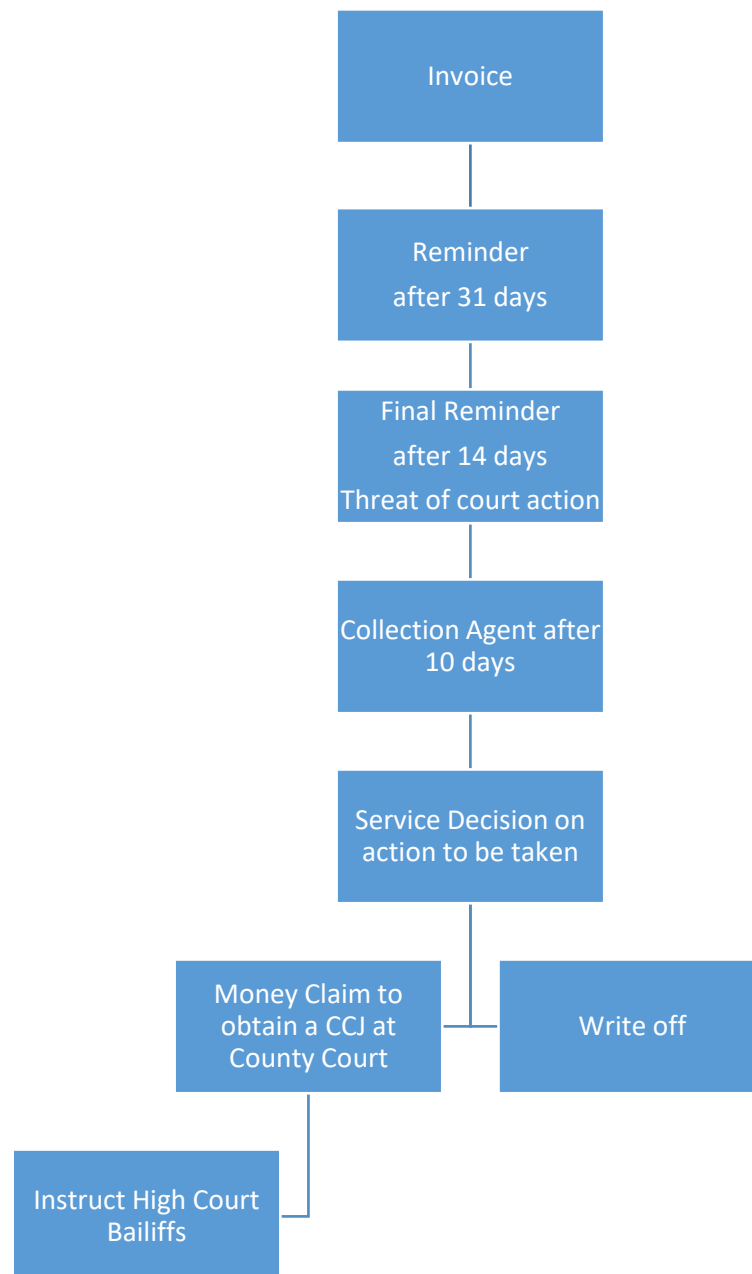 Invoice
Reminder
after 31 days
Final Reminder
after 14 days
Threat of court action
Collection Agent after
10 days
Service Decision on
action to be taken
Money Claim to
obtain a CCJ at
County Court
Write off
Instruct High Court
Bailiffs